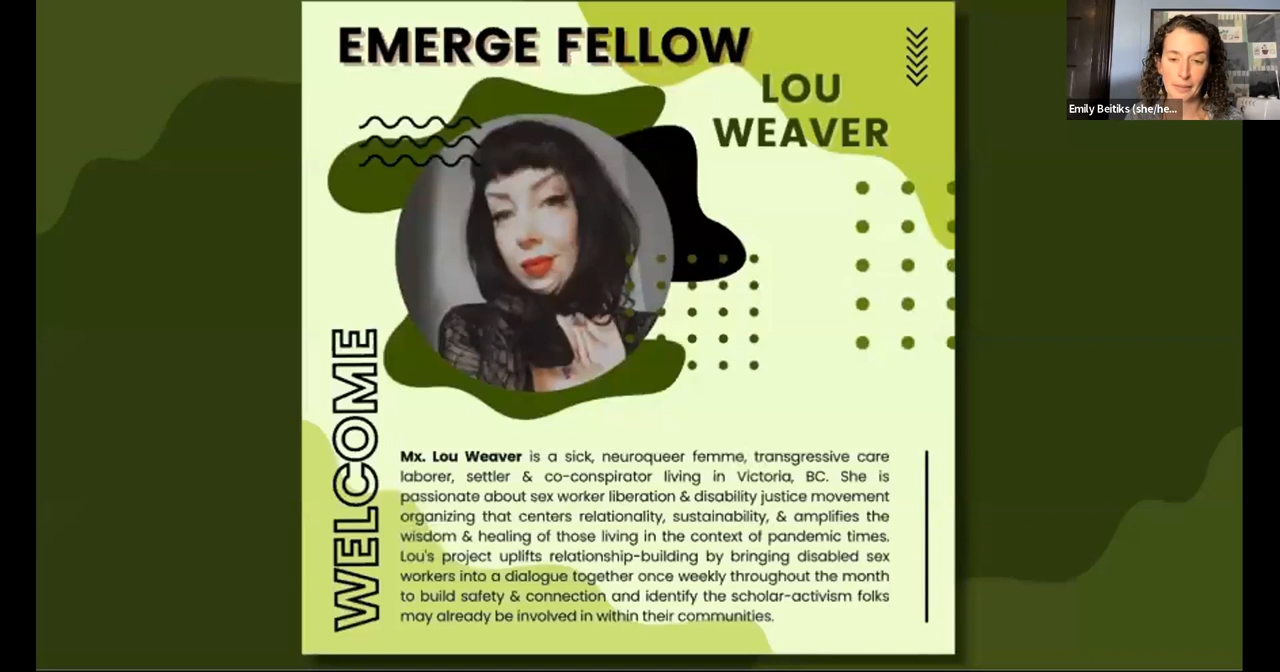 EMERGE FELLOW
LOU
WEAVER
Emily Beitiks (she/he...
WELCOME
Mx. Lou Weaver is a sick, neuroqueer femme, transgressive care
laborer, settler & co-conspirator living in Victoria, BC. She is
passionate about sex worker liberation & disability justice movement
organizing that centers relationality, sustainability, & amplifies the
wisdom & healing of those living in the context of pandemic times.
Lou's project uplifts relationship-building by bringing disabled sex
workers into a dialogue together once weekly throughout the month
to build safety & connection and identify the scholar-activism folks
may already be involved in within their communities.